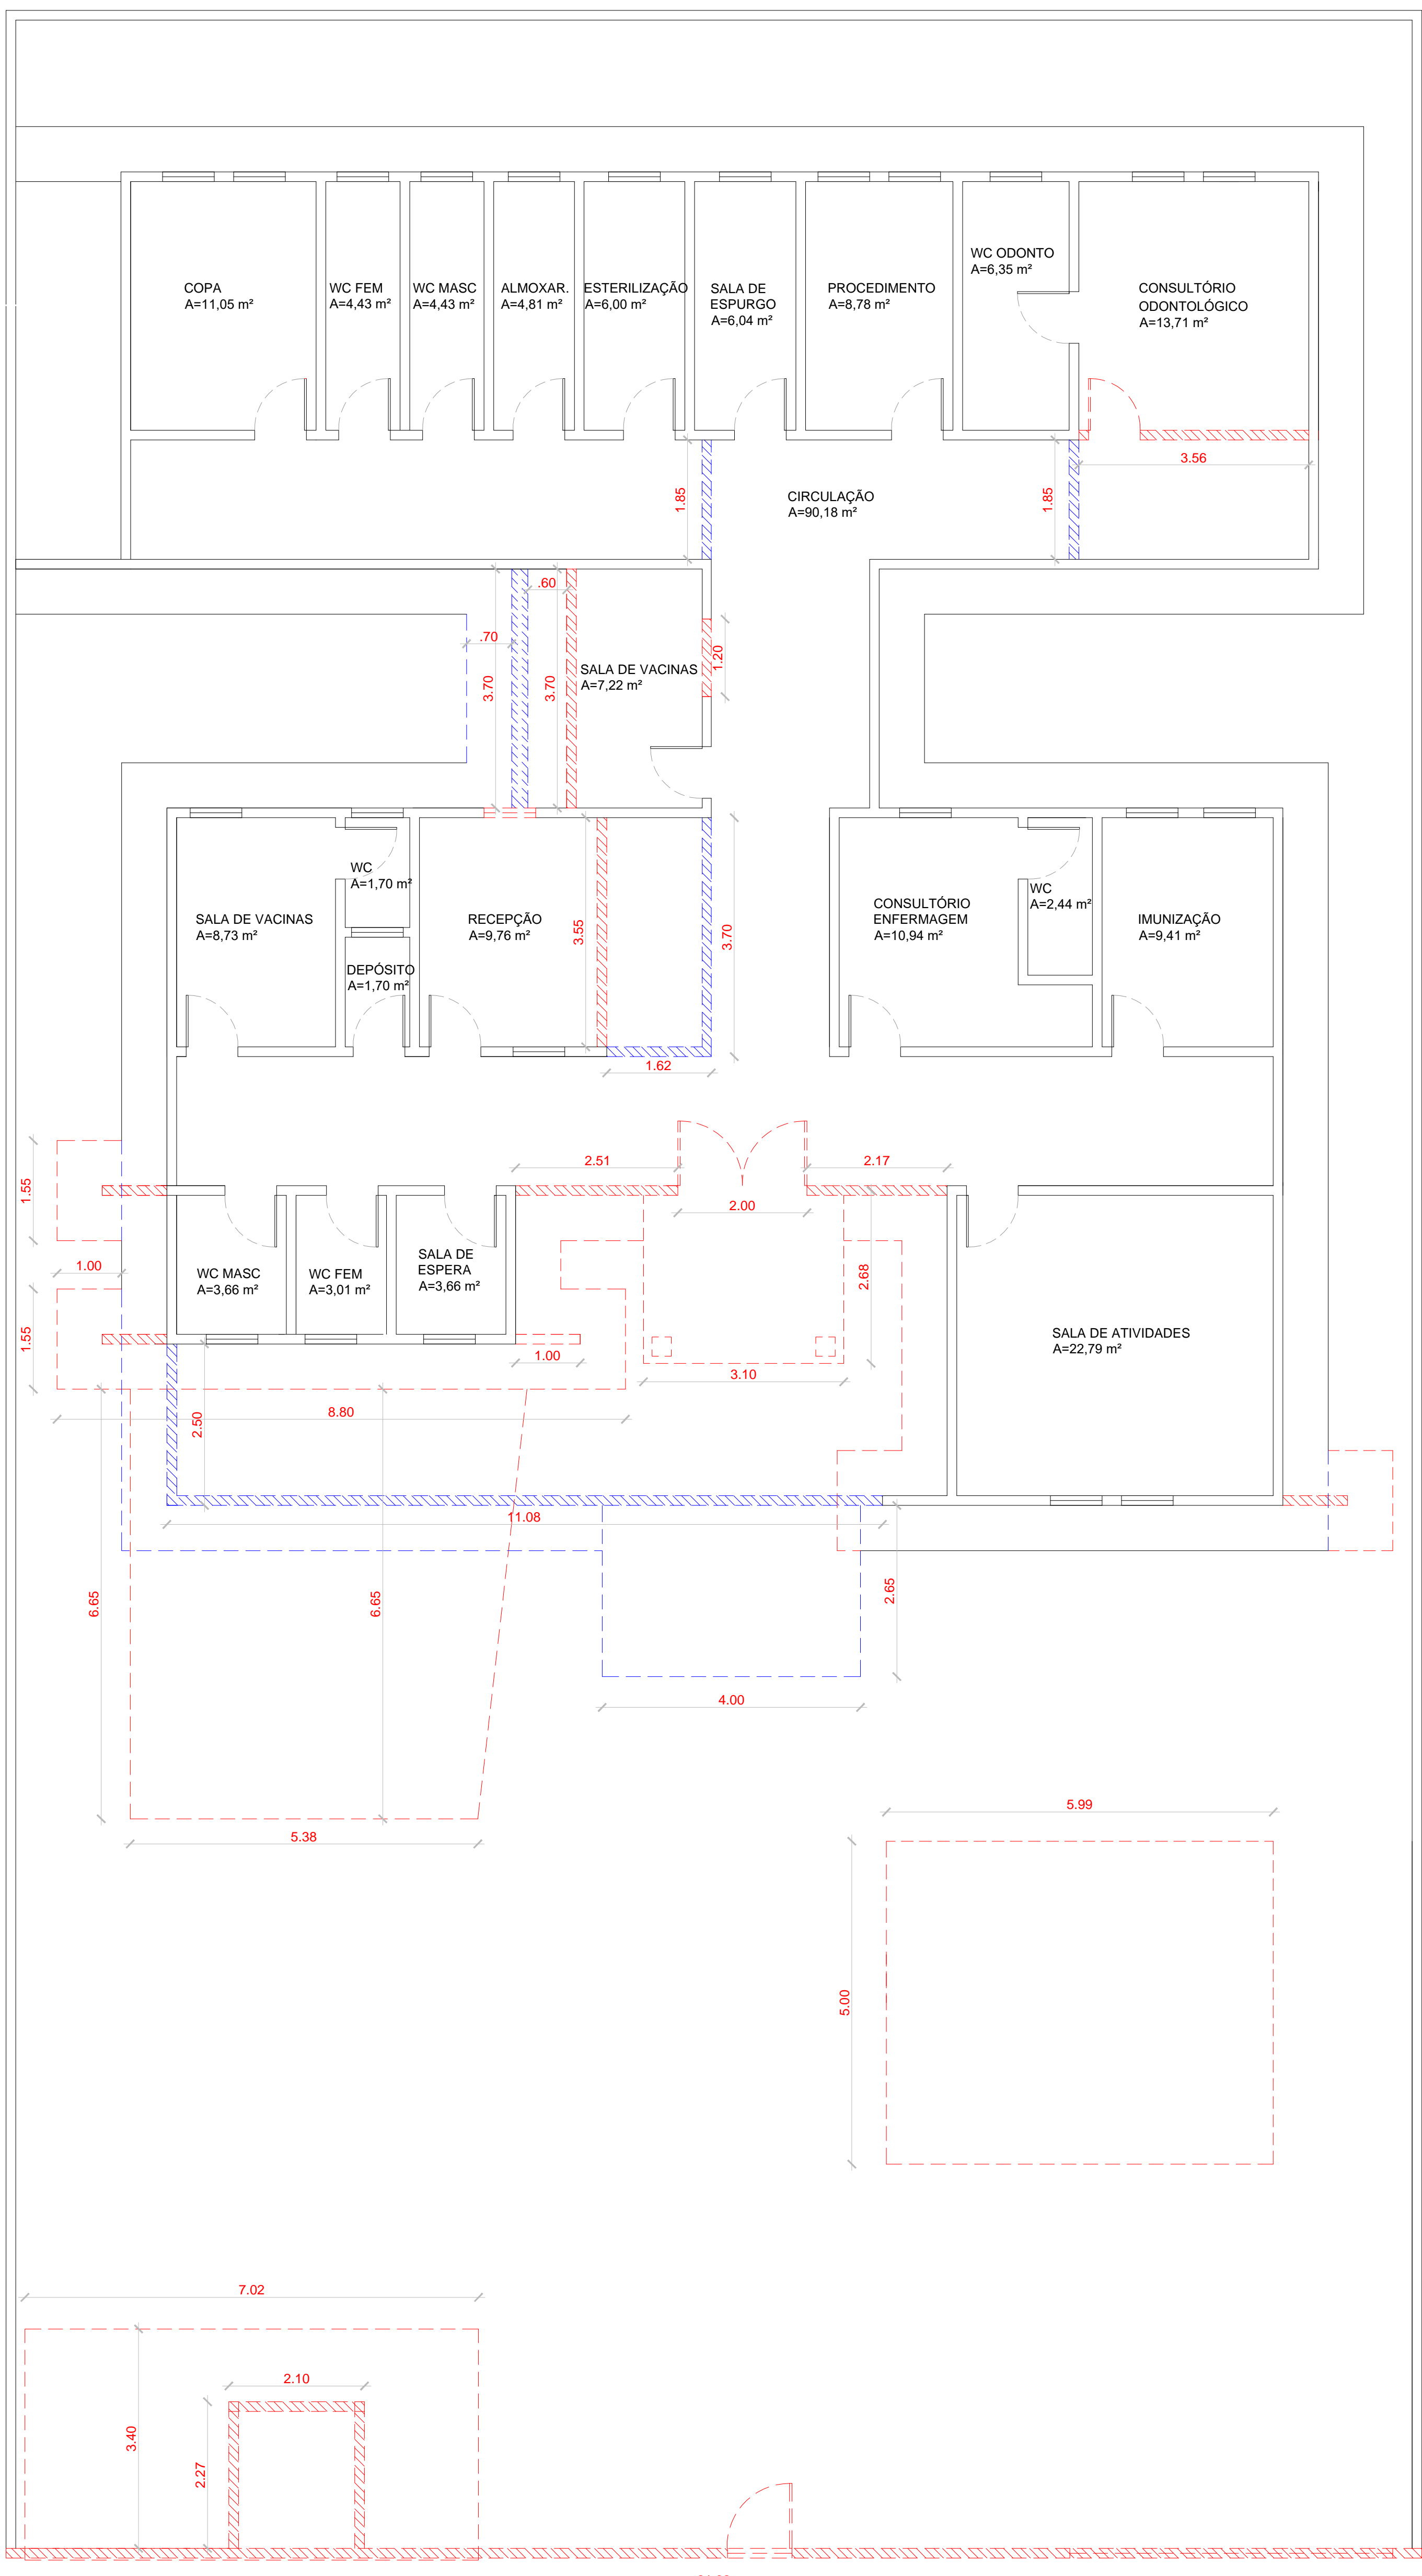 WC ODONTO
A=6,35 m²
COPA
A=11,05 m²
WC FEM
A=4,43 m²
WC MASC
A=4,43 m²
ALMOXAR.
A=4,81 m²
ESTERILIZAÇÃO
A=6,00 m²
SALA DE
ESPURGO
A=6,04 m²
PROCEDIMENTO
A=8,78 m²
CONSULTÓRIO
ODONTOLÓGICO
A=13,71 m²
3.56
1.85
CIRCULAÇÃO
A=90,18 m²
1.85
.60
.70
3.70
3.70
SALA DE VACINAS
A=7,22 m²
1.20
WC
A=1,70 m²
SALA DE VACINAS
A=8,73 m²
RECEPÇÃO
A=9,76 m²
3.55
3.70
CONSULTÓRIO
ENFERMAGEM
A=10,94 m²
WC
A=2,44 m²
IMUNIZAÇÃO
A=9,41 m²
DEPÓSITO
A=1,70 m²
1.62
2.51
2.17
1.55
2.00
1.00
WC MASC
A=3,66 m²
WC FEM
A=3,01 m²
SALA DE
ESPERA
A=3,66 m²
2.68
1.55
1.00
3.10
SALA DE ATIVIDADES
A=22,79 m²
8.80
2.50
11.08
6.65
6.65
2.65
4.00
5.38
5.99
5.00
7.02
2.10
3.40
2.27